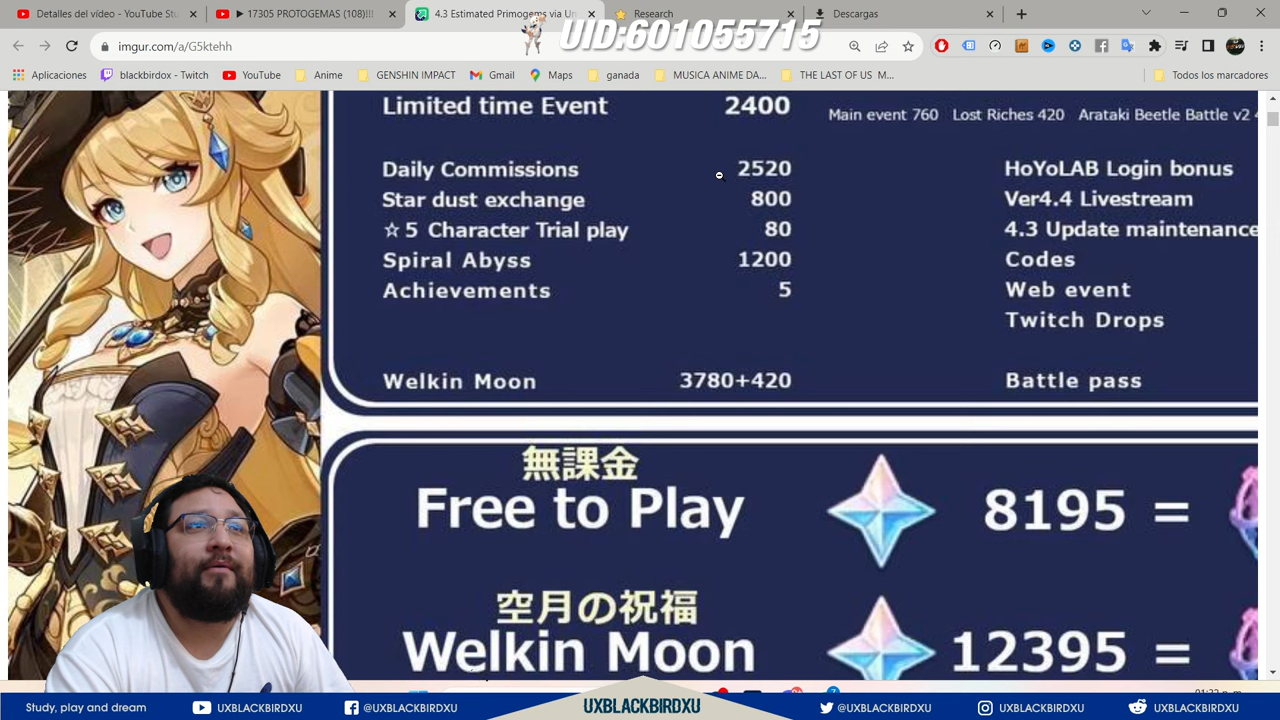 Detalles del vídeo - YouTube Stu
▶ 17305 PROTOGEMAS (108)!!!
4.3 Estimated Primogems via Un
Research
Descargas
UID:601055715
imgur.com/a/G5ktehh
Aplicaciones
blackbirdox - Twitch
YouTube
Anime
GENSHIN IMPACT
Gmail
Maps
ganada
MUSICA ANIME DA...
THE LAST OF US M...
Todos los marcadores
Limited time Event 2400 Main event 760 Lost Riches 420 Arataki Beetle Battle v2 4
Daily Commissions 2520 HoYoLAB Login bonus
Star dust exchange 800 Ver4.4 Livestream
☆5 Character Trial play 80 4.3 Update maintenance
Spiral Abyss 1200 Codes
Achievements 5 Web event
Twitch Drops
Welkin Moon 3780+420 Battle pass
無課金
Free to Play 8195 =
空月の祝福
Welkin Moon 12395 =
Study, play and dream
UXBLACKBIRDXU
@UXBLACKBIRDXU
UXBLACKBIRDXU
@UXBLACKBIRDXU
UXBLACKBIRDXU
UXBLACKBIRDXU